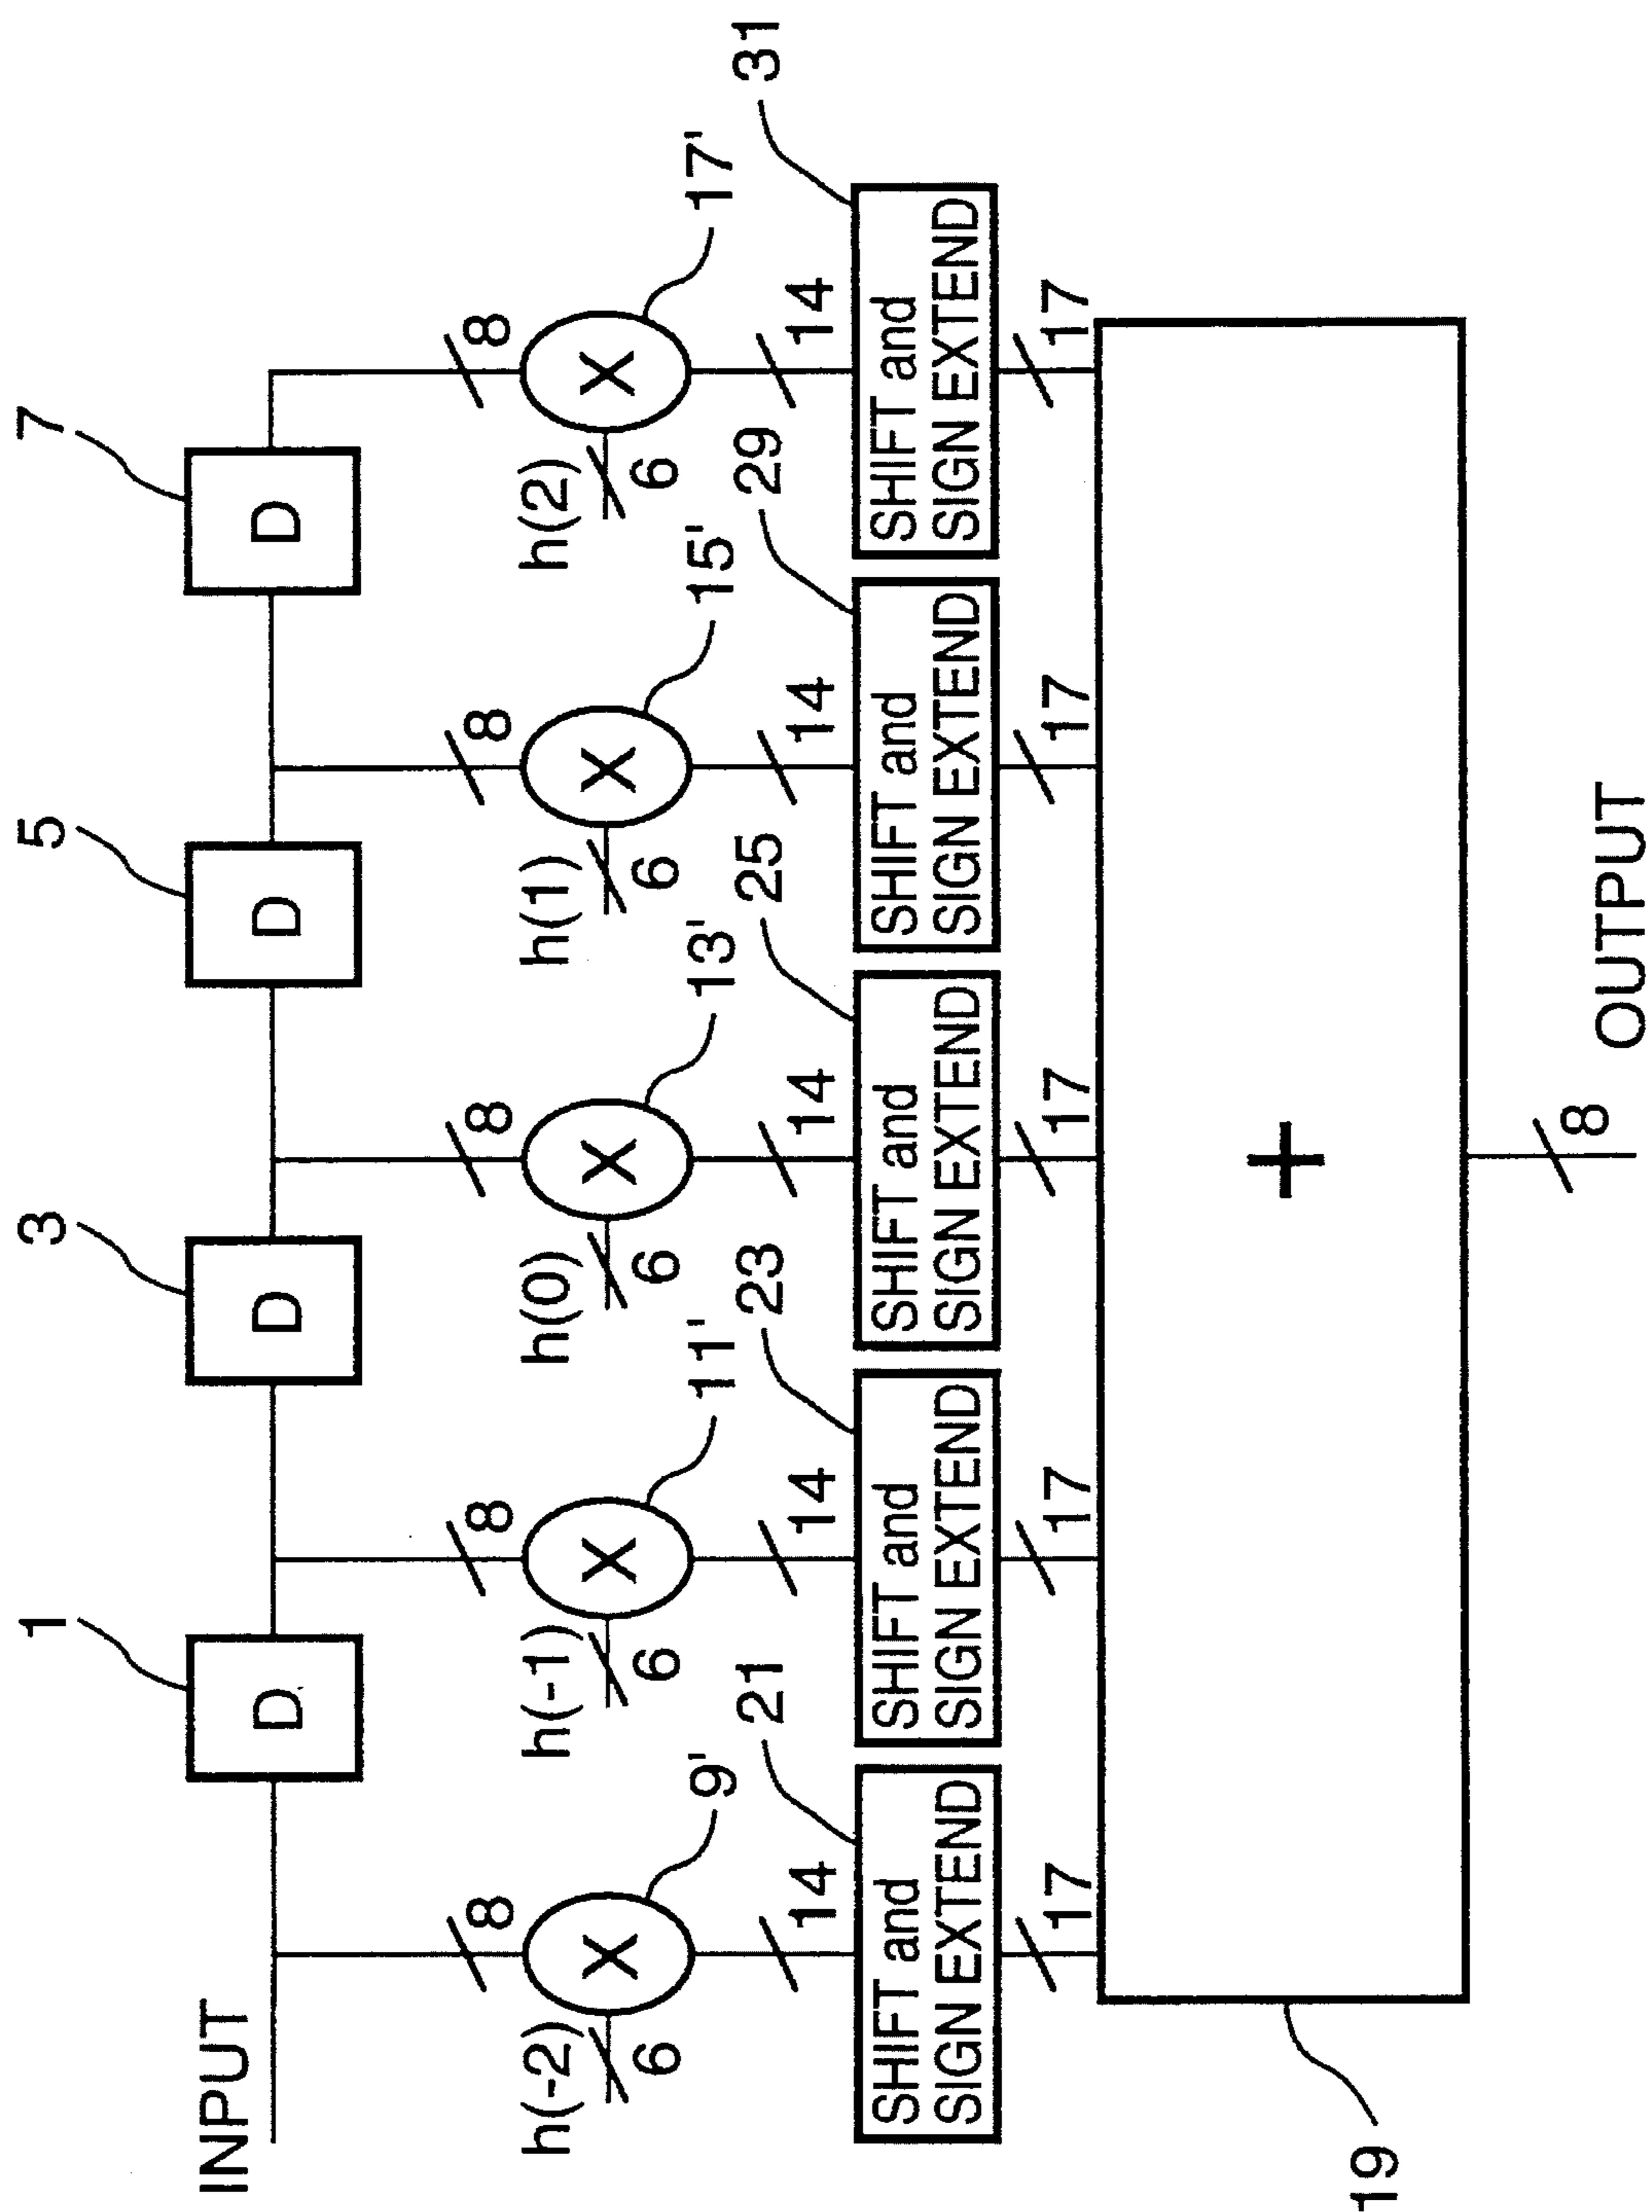 1 3 5 7
INPUT
D D D D
8 8 8 8 8
h(-2) h(-1) h(0) h(1) h(2)
X X X X X
6 6 6 6 6
9' 11' 13' 15' 17'
14 14 14 14 14
21 23 25 29 31
SHIFT and
SIGN EXTEND
SHIFT and
SIGN EXTEND
SHIFT and
SIGN EXTEND
SHIFT and
SIGN EXTEND
SHIFT and
SIGN EXTEND
17 17 17 17 17
+
19
8
OUTPUT